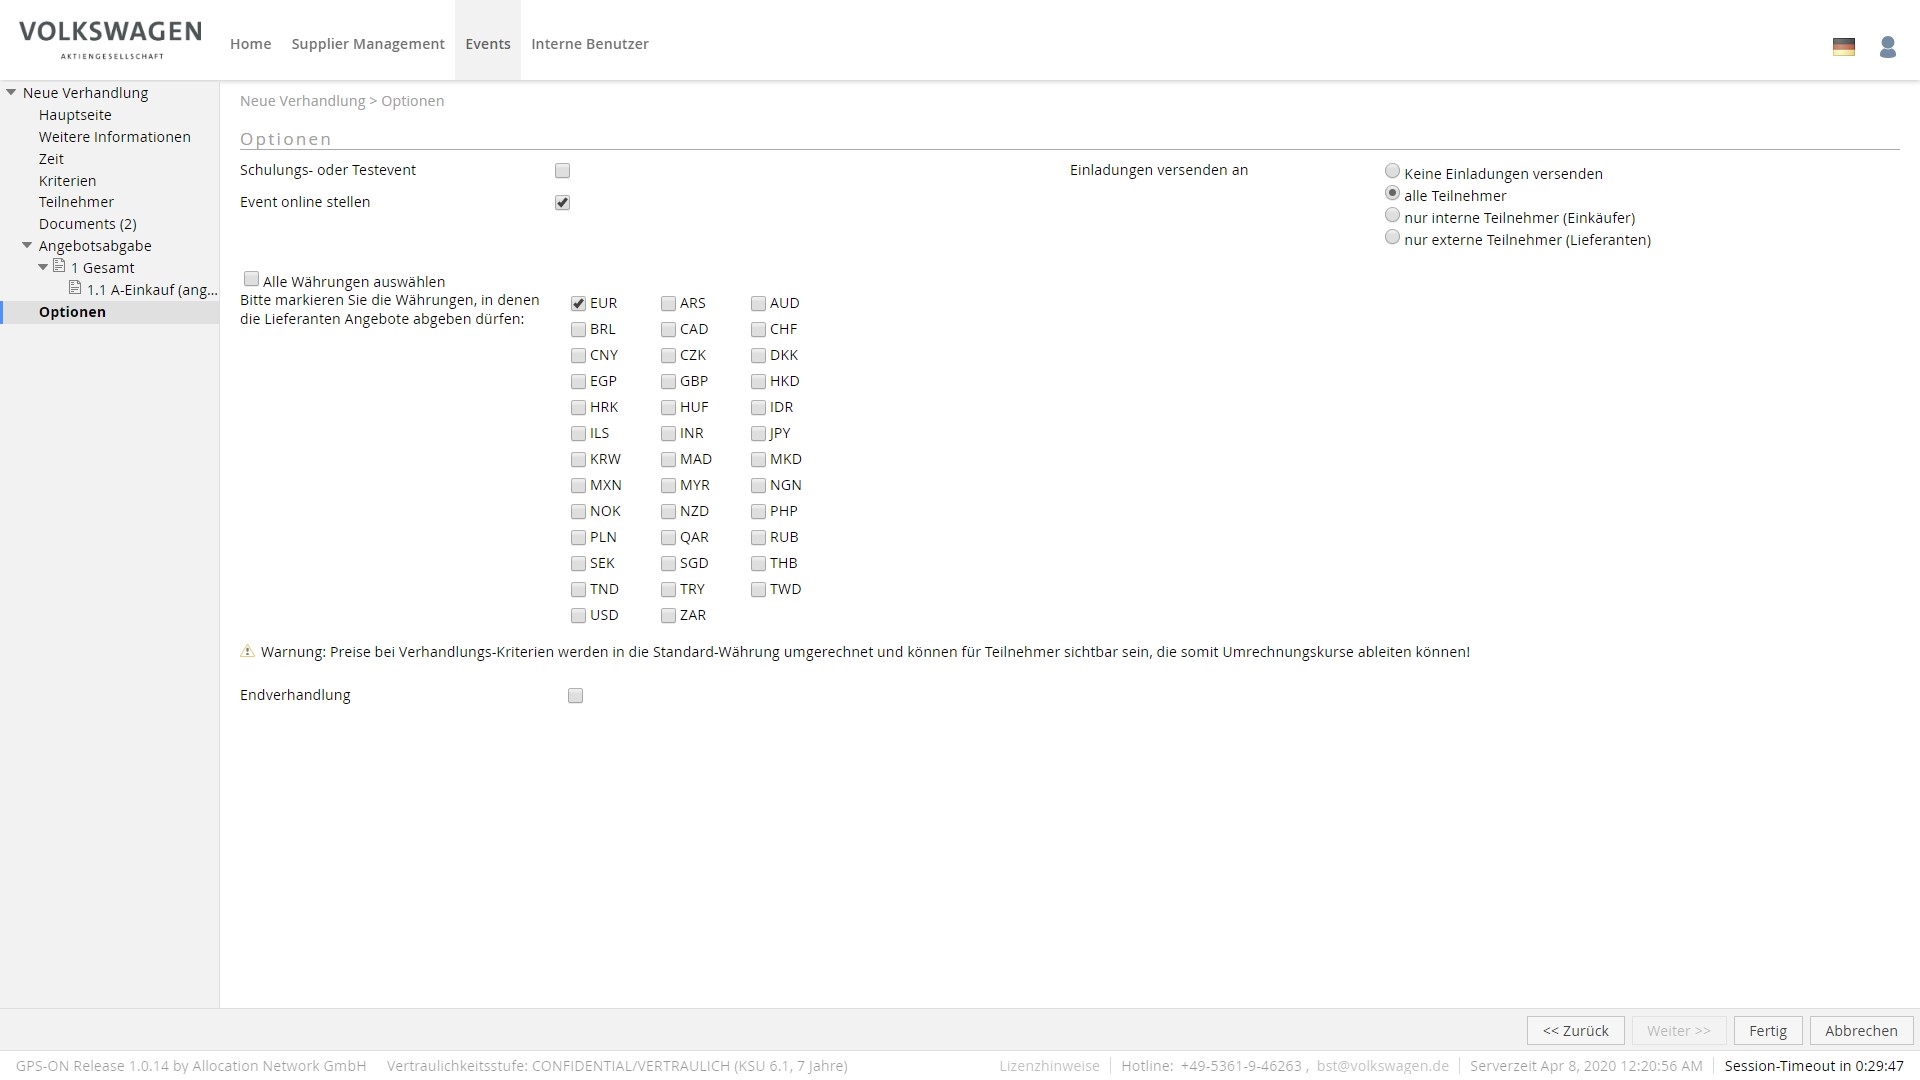 VOLKSWAGEN
AKTIENGESELLSCHAFT
Home Supplier Management Events Interne Benutzer
Neue Verhandlung
Hauptseite
Weitere Informationen
Zeit
Kriterien
Teilnehmer
Documents (2)
Angebotsabgabe
1 Gesamt
1.1 A-Einkauf (ang...
Optionen
Neue Verhandlung > Optionen
Optionen
Schulungs- oder Testevent
Event online stellen
Einladungen versenden an
Keine Einladungen versenden
alle Teilnehmer
nur interne Teilnehmer (Einkäufer)
nur externe Teilnehmer (Lieferanten)
Alle Währungen auswählen
Bitte markieren Sie die Währungen, in denen
die Lieferanten Angebote abgeben dürfen:
EUR ARS AUD
BRL CAD CHF
CNY CZK DKK
EGP GBP HKD
HRK HUF IDR
ILS INR JPY
KRW MAD MKD
MXN MYR NGN
NOK NZD PHP
PLN QAR RUB
SEK SGD THB
TND TRY TWD
USD ZAR
Warnung: Preise bei Verhandlungs-Kriterien werden in die Standard-Währung umgerechnet und können für Teilnehmer sichtbar sein, die somit Umrechnungskurse ableiten können!
Endverhandlung
<< Zurück Weiter >> Fertig Abbrechen
GPS-ON Release 1.0.14 by Allocation Network GmbH Vertraulichkeitsstufe: CONFIDENTIAL/VERTRAULICH (KSU 6.1, 7 Jahre) Lizenzhinweise Hotline: +49-5361-9-46263 , bst@volkswagen.de Serverzeit Apr 8, 2020 12:20:56 AM Session-Timeout in 0:29:47